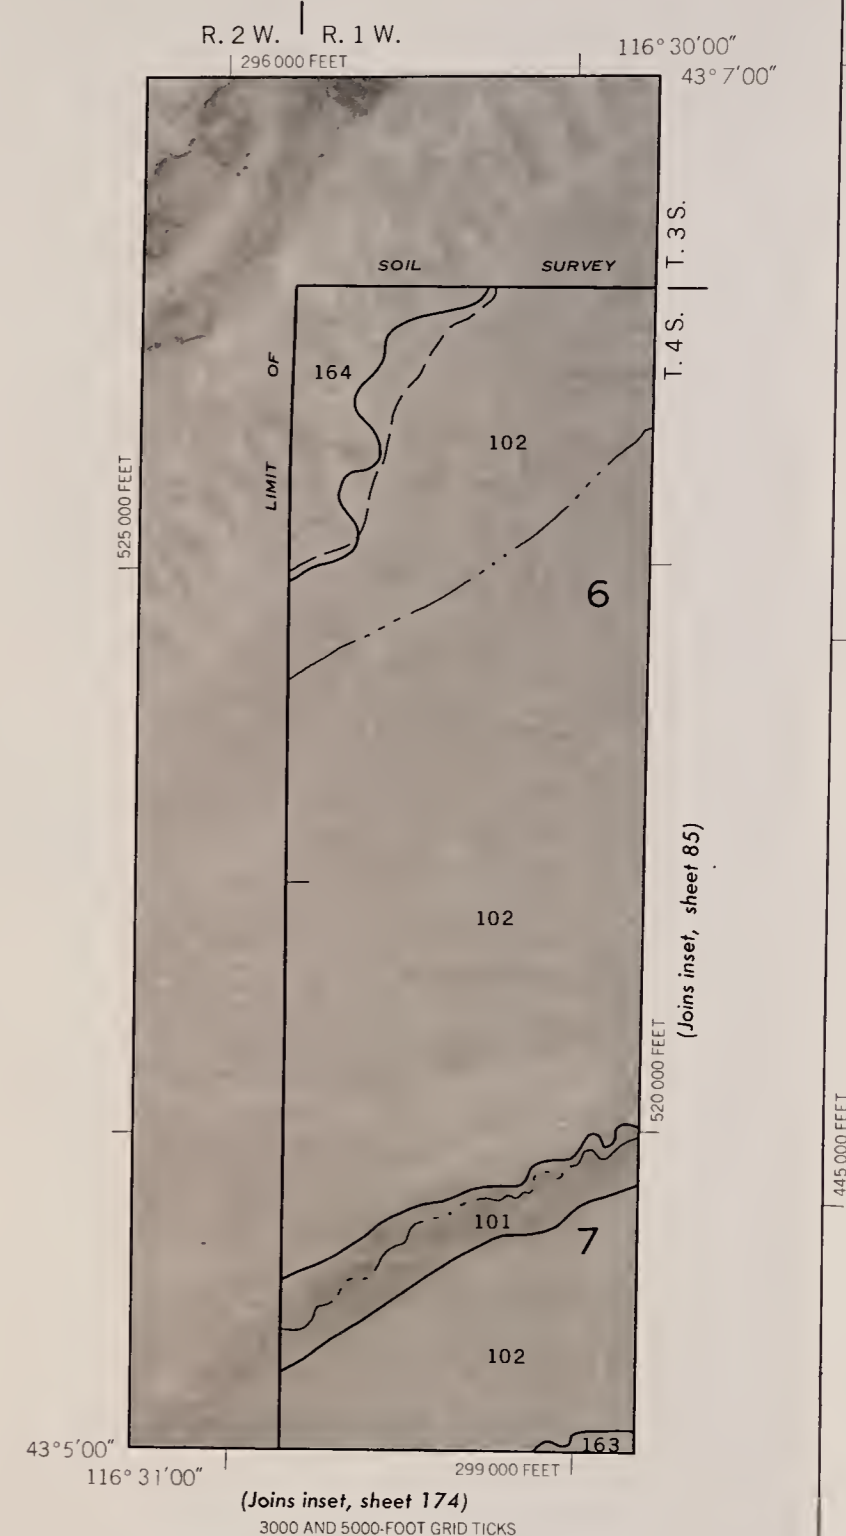 R. 2 W. R. 1 W.
296 000 FEET
116° 30′00″
43° 7′00″
T. 3 S.
SOIL SURVEY
T. 4 S.
OF
164
102
LIMIT
525 000 FEET
6
102
(Joins inset, sheet 85)
520 000 FEET
445 000 FEET
101
7
102
163
43°5′00″
116° 31′00″
299 000 FEET
(Joins inset, sheet 174)
3000 AND 5000-FOOT GRID TICKS